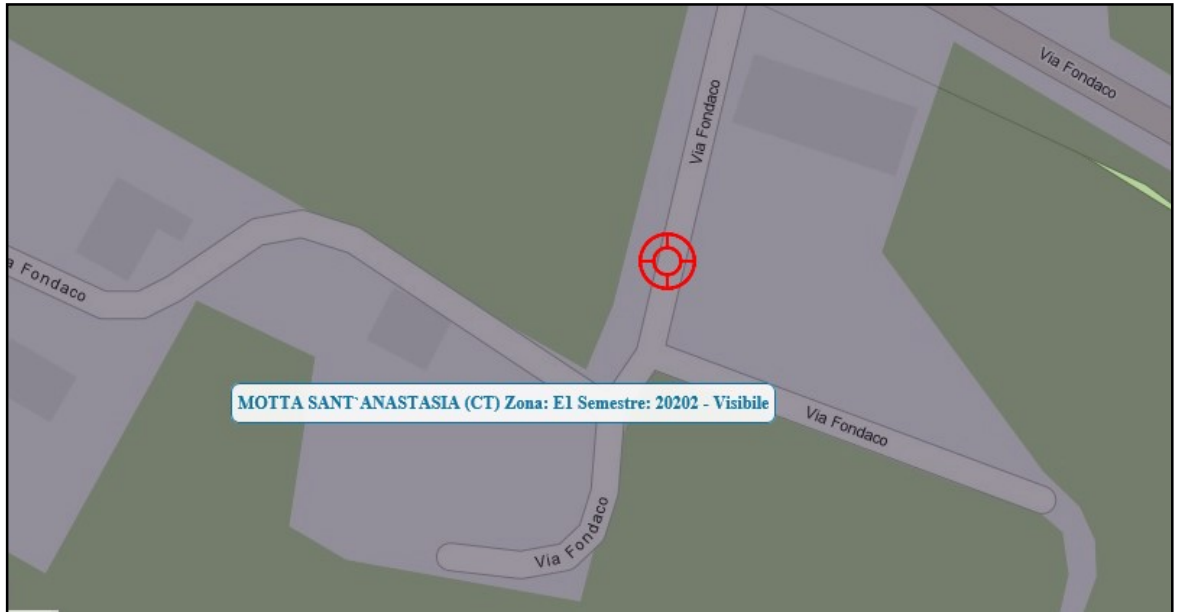 Via Fondaco
Via Fondaco
a Fondaco
MOTTA SANT`ANASTASIA (CT) Zona: E1 Semestre: 20202 - Visibile
Via Fondaco
Via Fondaco